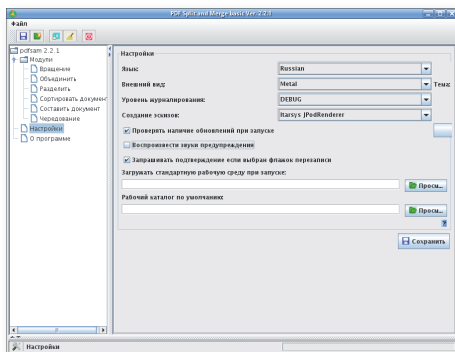 PDF Split and Merge basic Ver. 2.2.1
Файл
pdfsam 2.2.1
Модули
Вращение
Объединить
Разделить
Сортировать документ
Составить документ
Чередование
Настройки
О программе
Настройки
Язык:
Russian
Внешний вид:
Metal
Тема:
Уровень журналирования:
DEBUG
Создание эскизов:
Itarsys JPodRenderer
Проверять наличие обновлений при запуске
Воспроизвести звуки предупреждения
Запрашивать подтверждение если выбран флажок перезаписи
Загружать стандартную рабочую среду при запуске:
Просм...
Рабочий каталог по умолчанию:
Просм...
?
Сохранить
Настройки